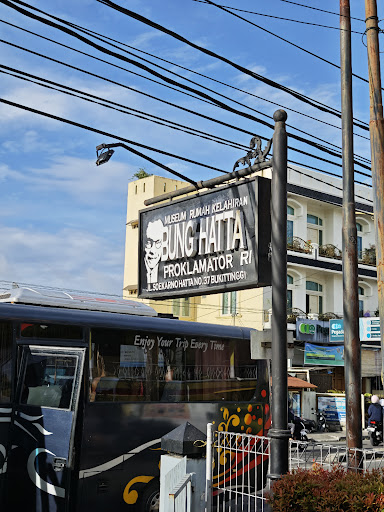 MUSEUM RUMAH KELAHIRAN
BUNG HATTA
PROKLAMATOR RI
JL. SOEKARNO HATTA NO. 37 BUKITTINGGI
Enjoy Your Trip Every Time